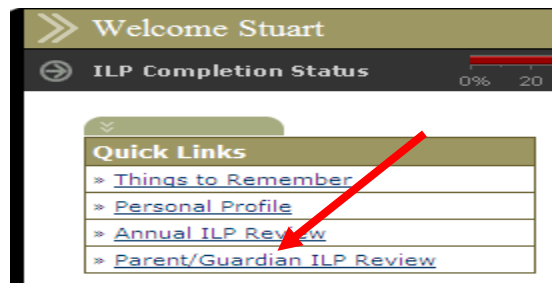 Welcome Stuart
ILP Completion Status
0% 20
Quick Links
» Things to Remember
» Personal Profile
» Annual ILP Review
» Parent/Guardian ILP Review